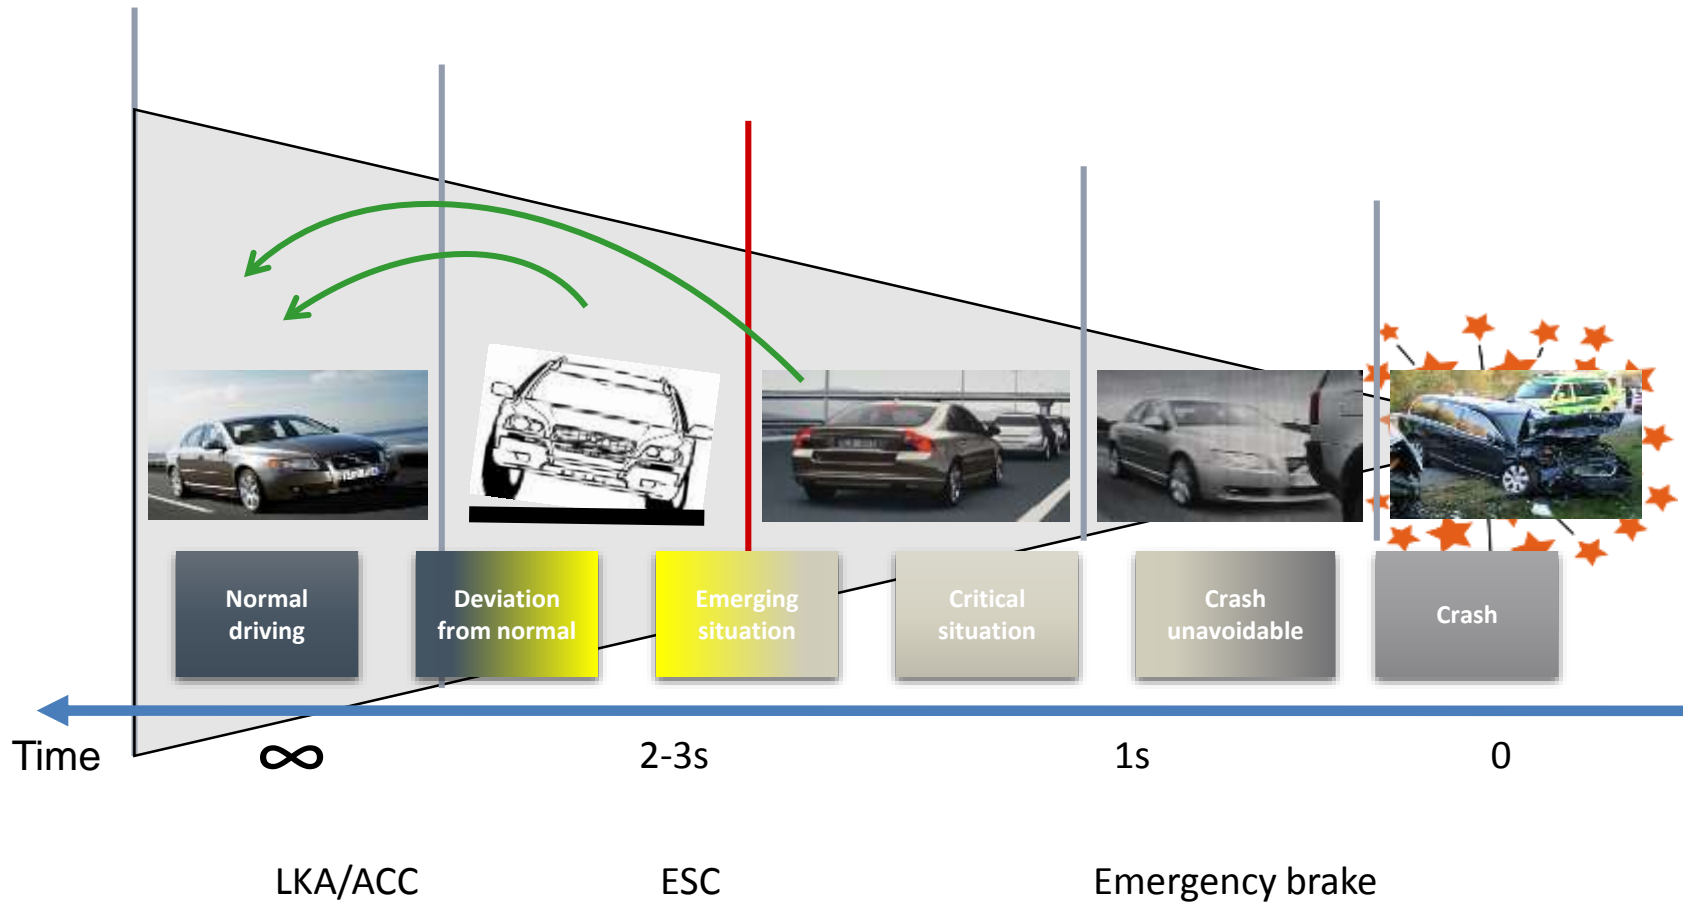 Normal
driving
Deviation
from normal
Emerging
situation
Critical
situation
Crash
unavoidable
Crash
Time
∞
2-3s
1s
0
LKA/ACC
ESC
Emergency brake